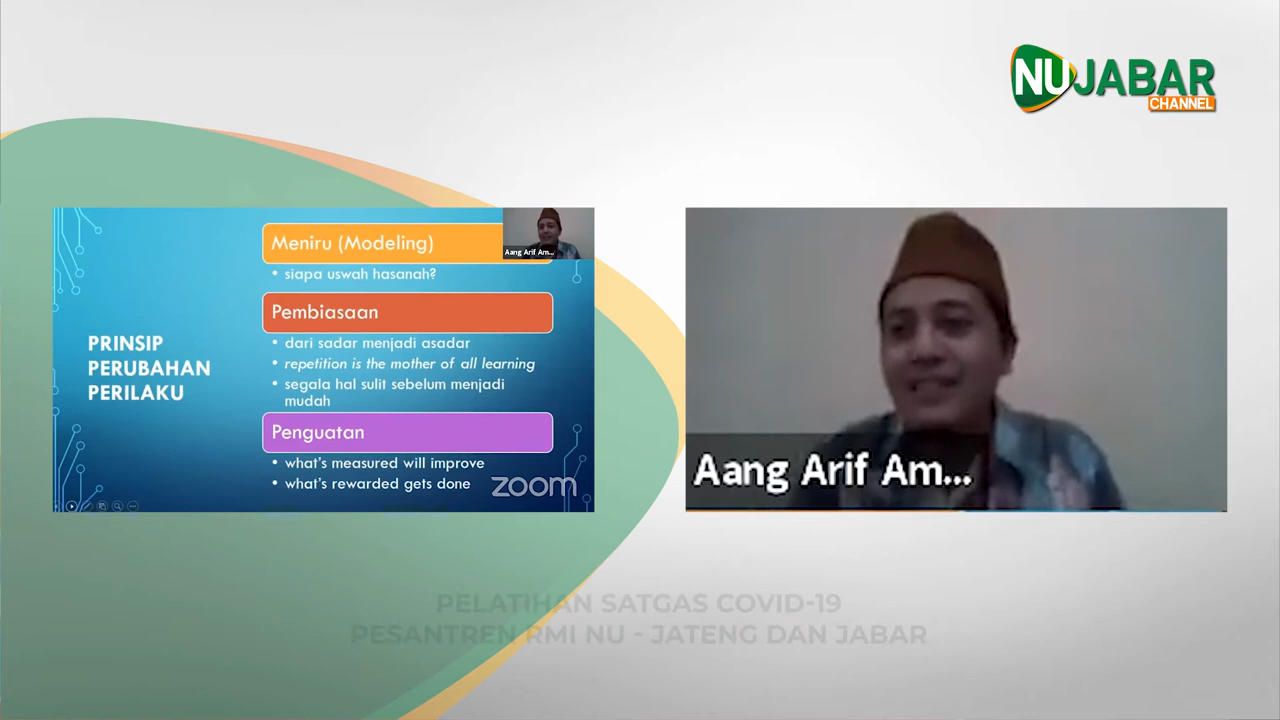 NU JABAR
CHANNEL
Meniru (Modeling)
Aang Arif Am...
• siapa uswah hasanah?
Pembiasaan
• dari sadar menjadi asadar
• repetition is the mother of all learning
• segala hal sulit sebelum menjadi
mudah
PRINSIP
PERUBAHAN
PERILAKU
Penguatan
• what's measured will improve
• what's rewarded gets done
zoom
Aang Arif Am...
PELATIHAN SATGAS COVID-19
PESANTREN RMI NU - JATENG DAN JABAR